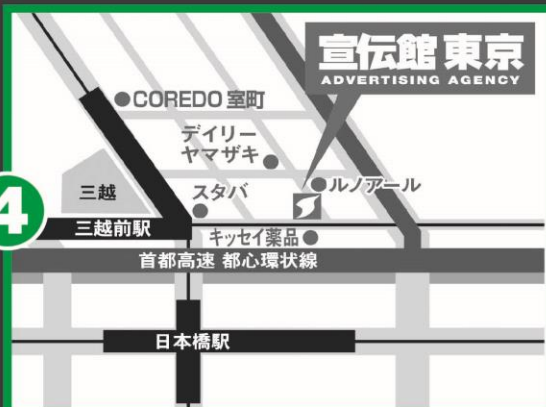 宣伝館 東京
ADVERTISING AGENCY
COREDO 室町
デイリー
ヤマザキ
ルノアール
三越
スタバ
4
三越前駅
キッセイ薬品
首都高速 都心環状線
日本橋駅